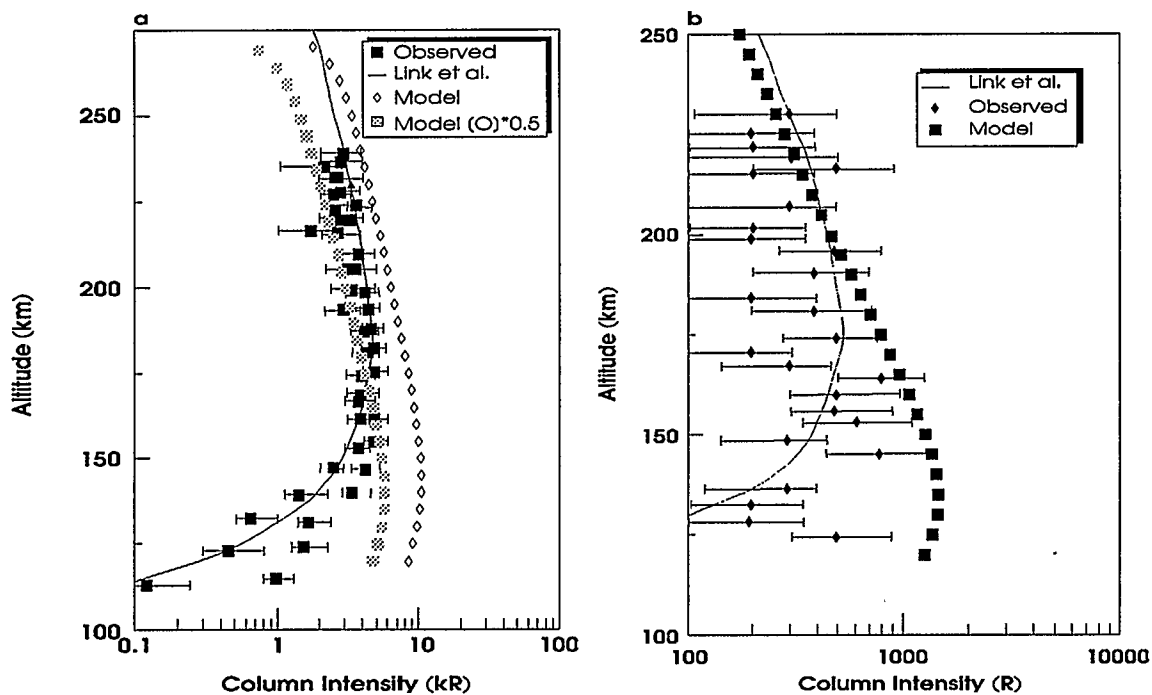 a
Observed
Link et al.
Model
Model (O)*0.5
250
200
150
100
Altitude (km)
0.1
1
10
100
Column Intensity (kR)
b
Link et al.
Observed
Model
250
200
150
100
Altitude (km)
100
1000
10000
Column Intensity (R)